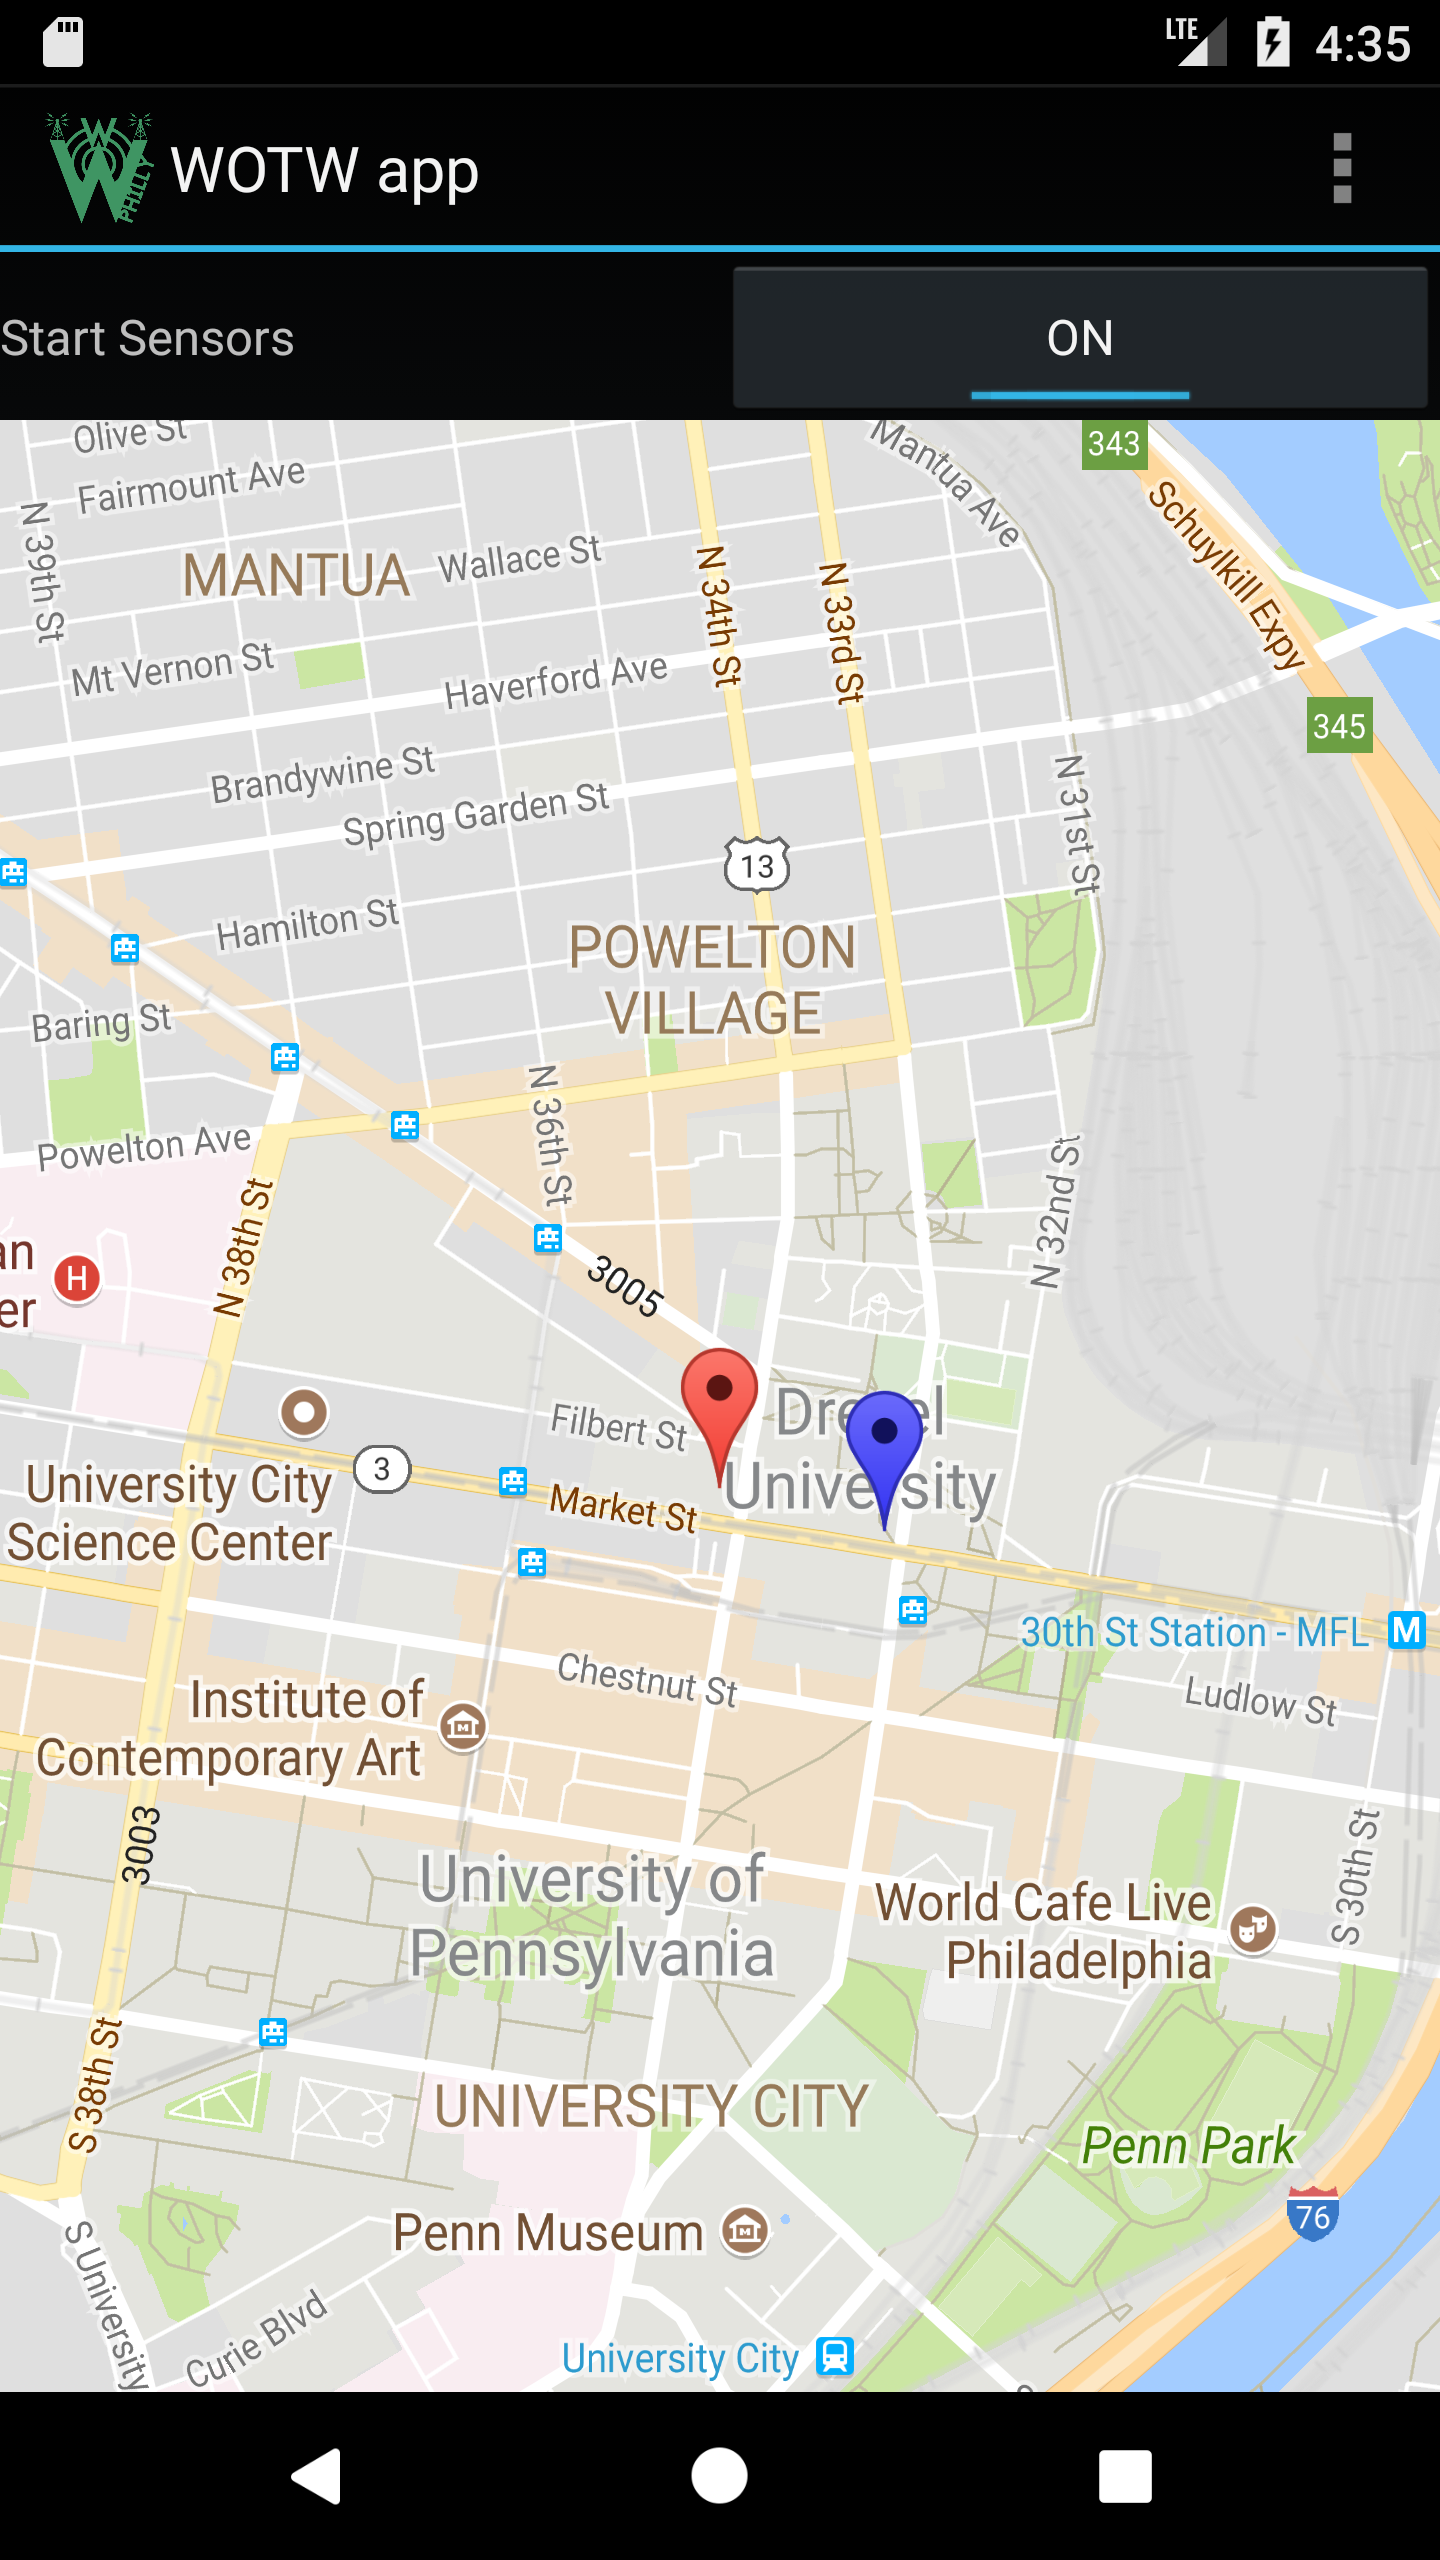 LTE 4:35
WW PHILLY WOTW app
Start Sensors ON
Olive St
Mantua Ave
343
Fairmount Ave
Schuylkill Expy
N 39th St
MANTUA
Wallace St
N 34th St
N 33rd St
Mt Vernon St
Haverford Ave
345
Brandywine St
N 31st St
Spring Garden St
13
Hamilton St
POWELTON
VILLAGE
Baring St
N 36th St
Powelton Ave
N 32nd St
N 38th St
an
er
H
3005
Filbert St
Drexel
University
University City
Science Center
3
Market St
30th St Station - MFL M
Chestnut St
Ludlow St
Institute of
Contemporary Art
3003
S 30th St
University of
Pennsylvania
World Cafe Live
Philadelphia
S 38th St
UNIVERSITY CITY
Penn Park
76
Penn Museum
S University
Curie Blvd
University City